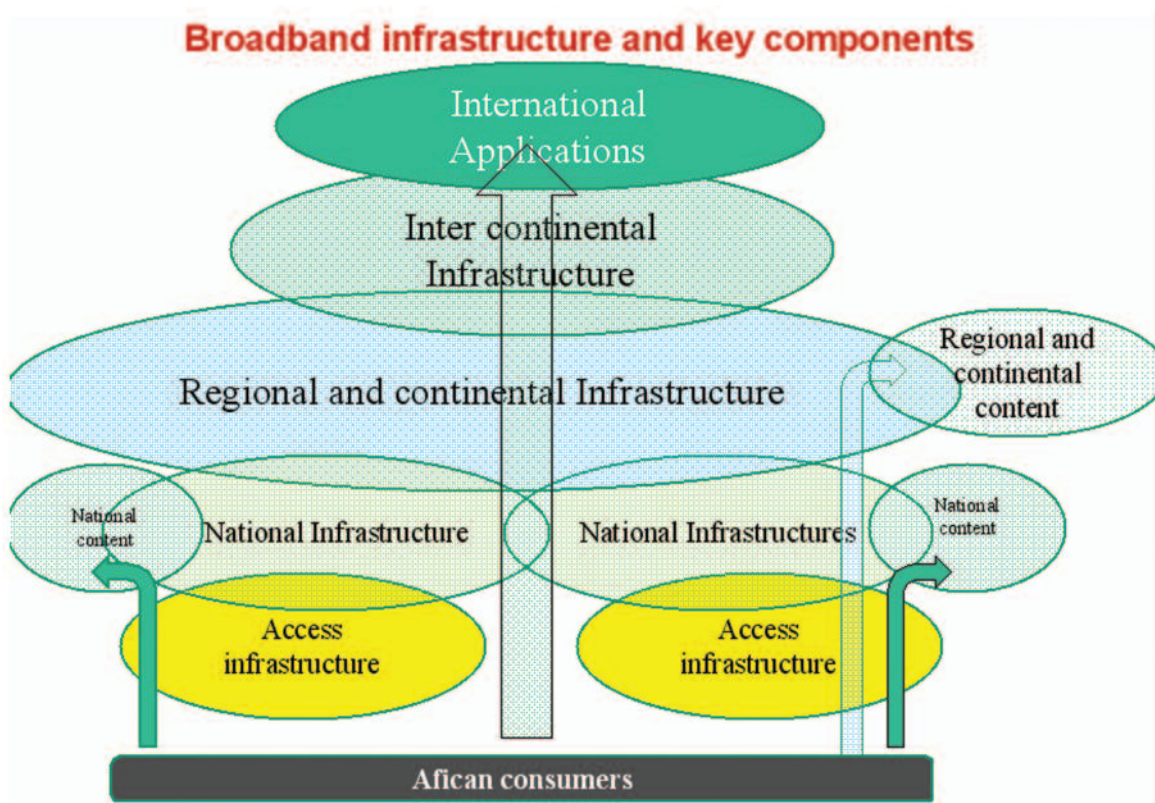 Broadband infrastructure and key components
International
Applications
Inter continental
Infrastructure
Regional and continental Infrastructure
Regional and
continental
content
National
content
National Infrastructure
National Infrastructures
National
content
Access
infrastructure
Access
infrastructure
Afican consumers